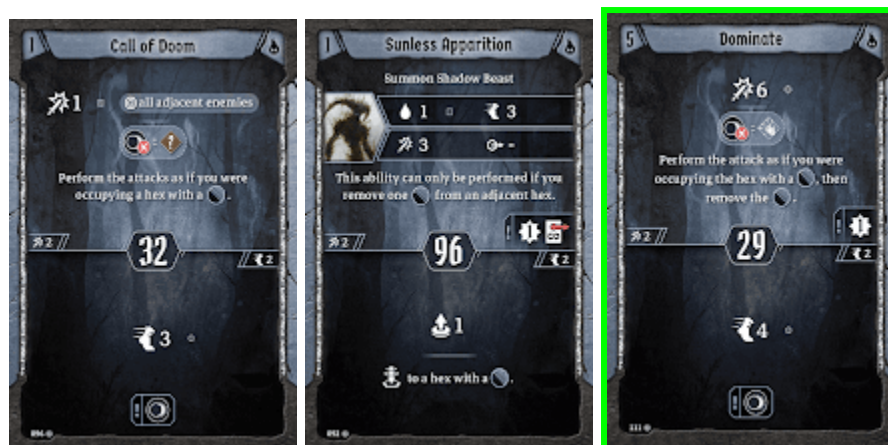 1
Call of Doom
1
all adjacent enemies
Perform the attacks as if you were
occupying a hex with a .
2
32
2
3
1
Sunless Apparition
Summon Shadow Beast
1
3
3
-
This ability can only be performed if you
remove one from an adjacent hex.
2
96
2
1
to a hex with a .
5
Dominate
6
Perform the attack as if you were
occupying the hex with a , then
remove the .
2
29
2
4